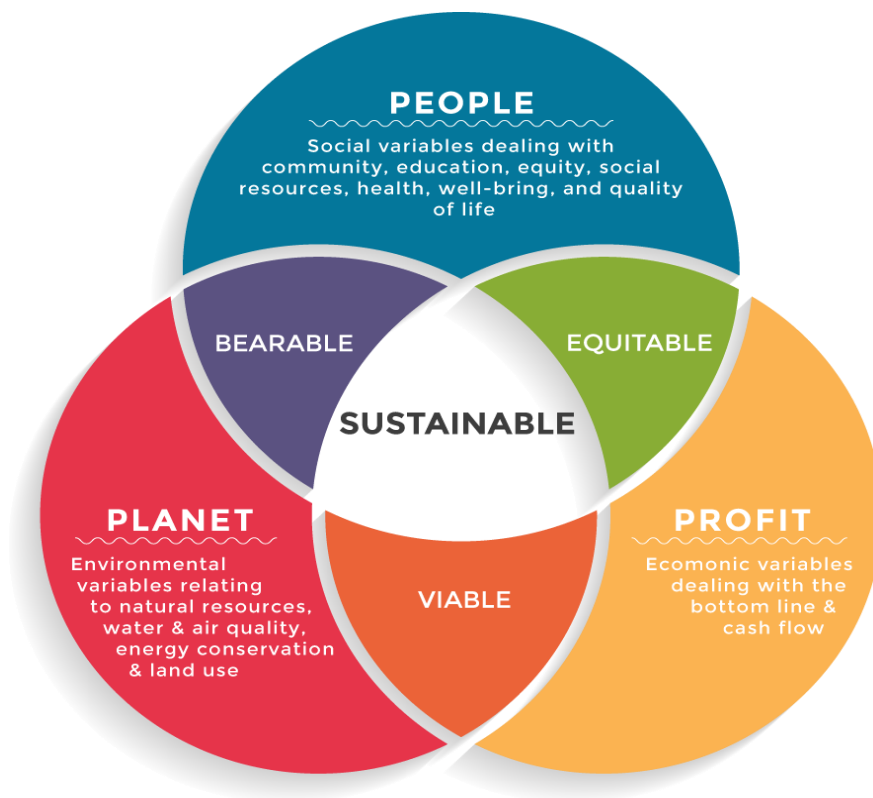 PEOPLE
Social variables dealing with
community, education, equity, social
resources, health, well-bring, and quality
of life
BEARABLE
EQUITABLE
SUSTAINABLE
PLANET
Environmental
variables relating
to natural resources,
water & air quality,
energy conservation
& land use
PROFIT
Ecomonic variables
dealing with the
bottom line &
cash flow
VIABLE